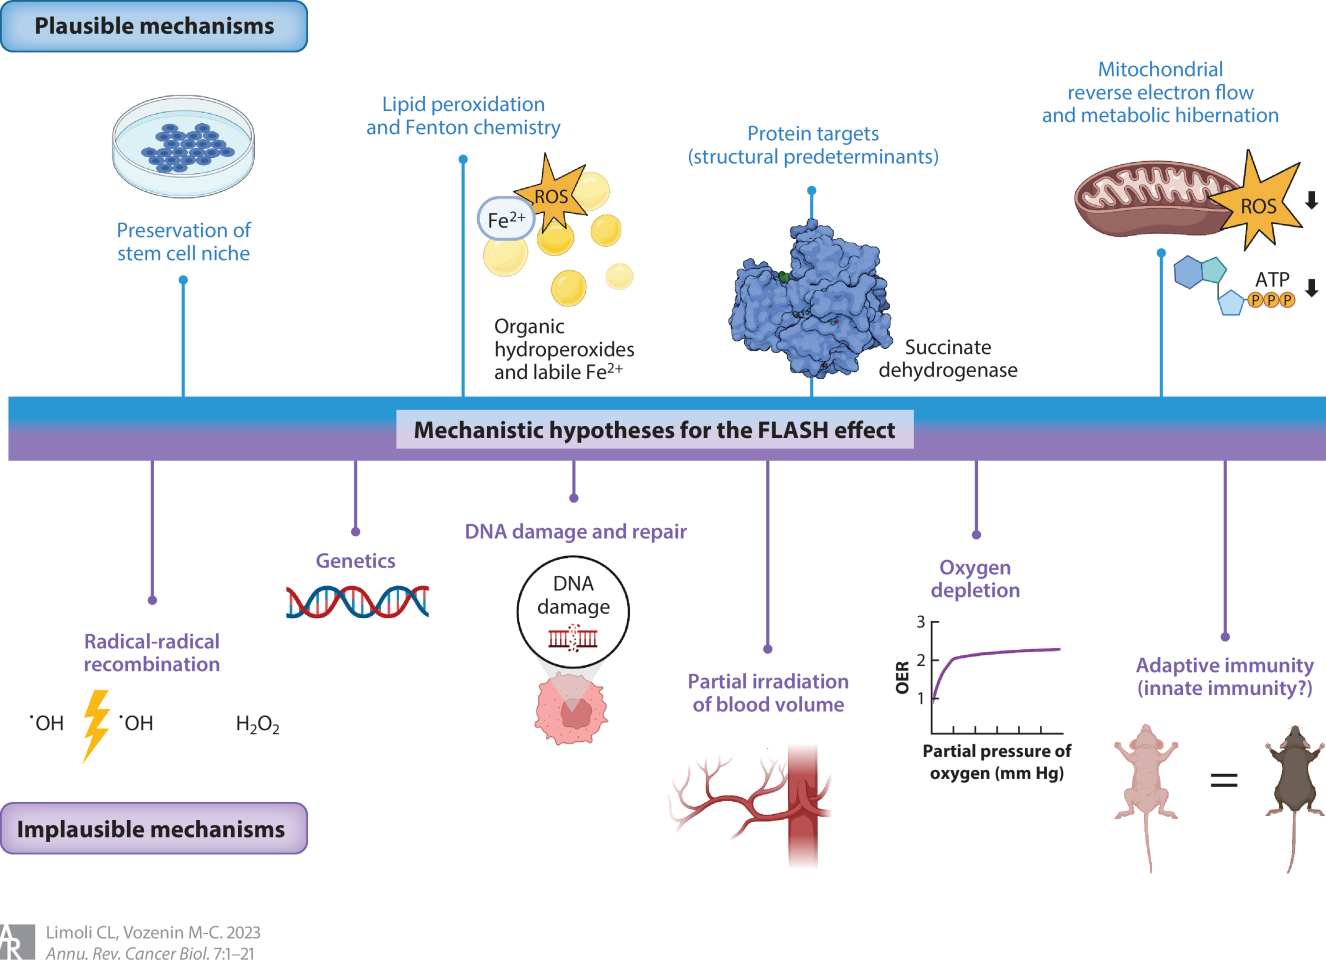 Plausible mechanisms
Preservation of
stem cell niche
Lipid peroxidation
and Fenton chemistry
ROS
Fe²⁺
Organic
hydroperoxides
and labile Fe²⁺
Protein targets
(structural predeterminants)
Succinate
dehydrogenase
Mitochondrial
reverse electron flow
and metabolic hibernation
ROS
ATP
P P P
Mechanistic hypotheses for the FLASH effect
Radical-radical
recombination
˙OH ˙OH H₂O₂
Genetics
DNA damage and repair
DNA
damage
Partial irradiation
of blood volume
Oxygen
depletion
3
2
1
OER
Partial pressure of
oxygen (mm Hg)
Adaptive immunity
(innate immunity?)
=
Implausible mechanisms
AR
Limoli CL, Vozenin M-C. 2023
Annu. Rev. Cancer Biol. 7:1–21